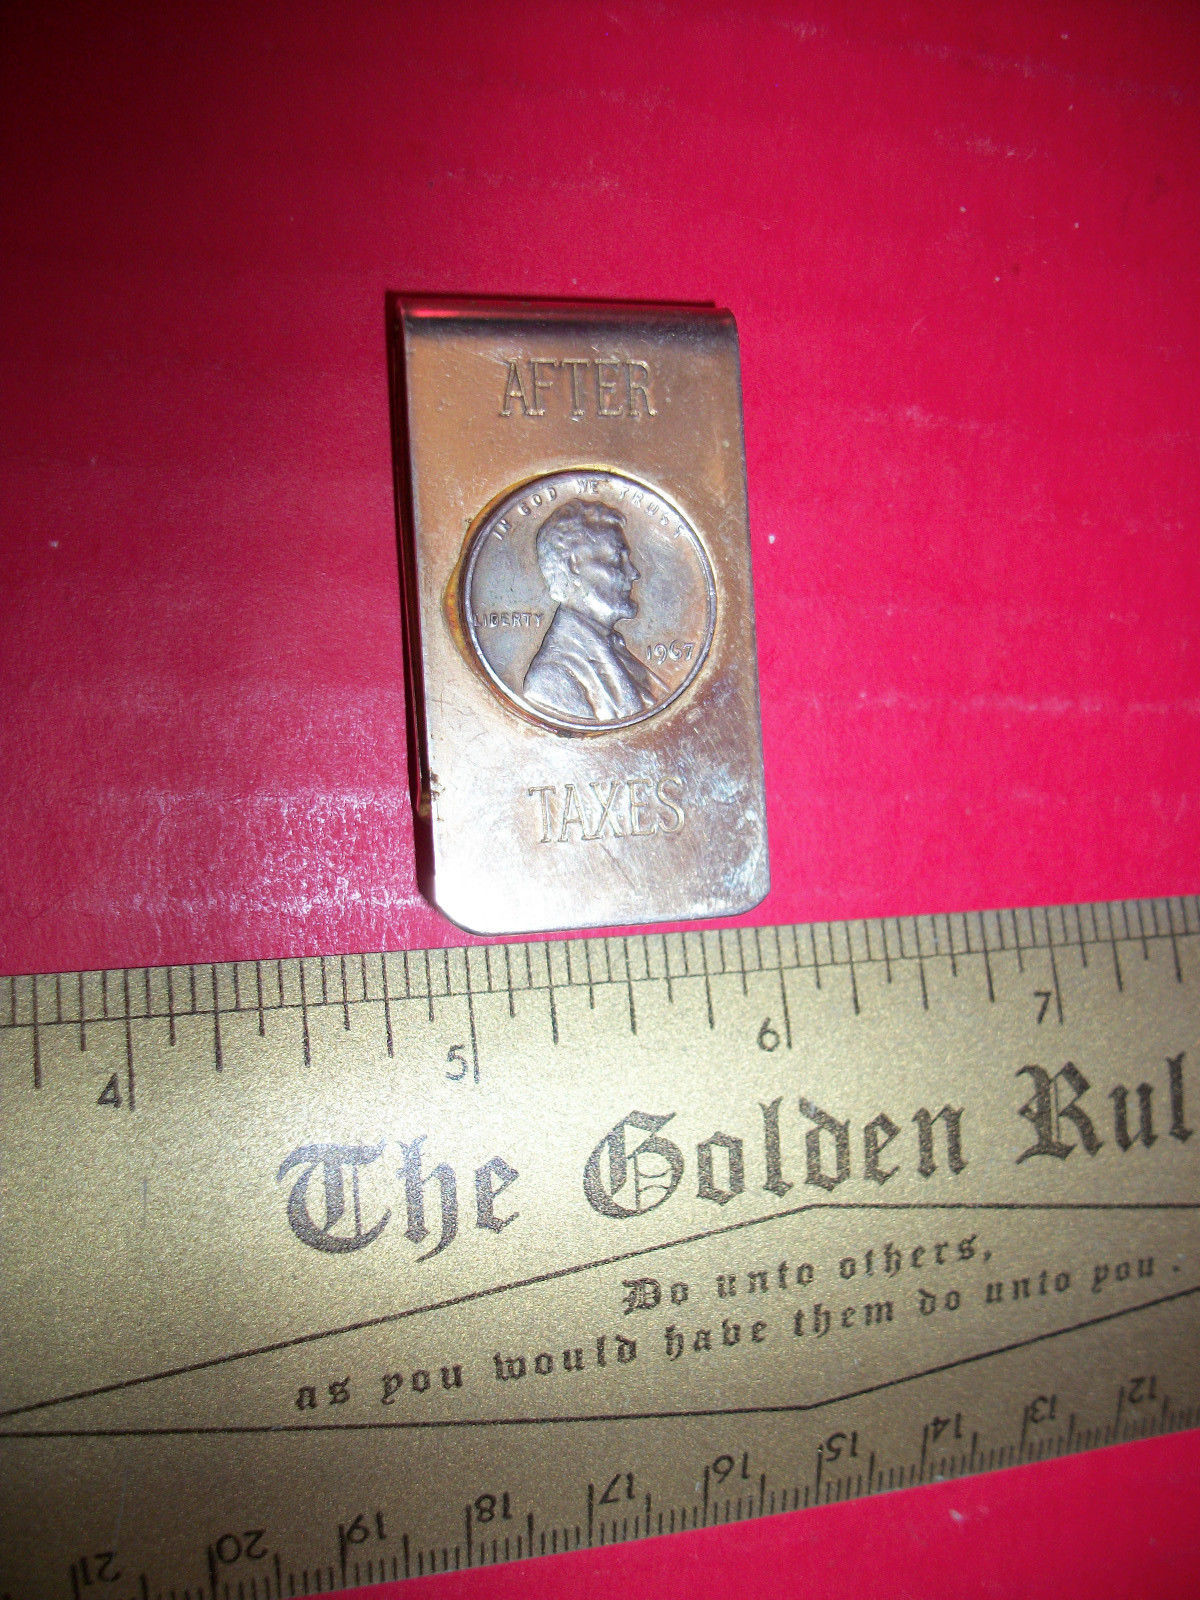 AFTER
IN GOD WE TRUST
LIBERTY
1967
TAXES
4 5 6 7
The Golden Rul
Do unto others,
as you would have them do unto you.
21 20 19 18 17 16 15 14 13 12